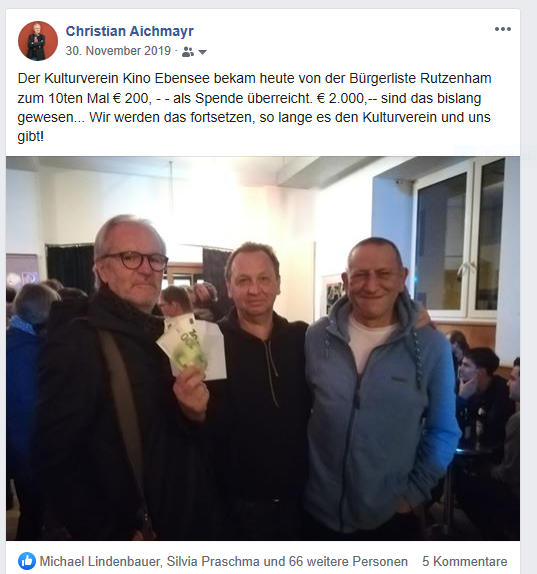 Christian Aichmayr
30. November 2019 ·
Der Kulturverein Kino Ebensee bekam heute von der Bürgerliste Rutzenham
zum 10ten Mal € 200, - - als Spende überreicht. € 2.000,-- sind das bislang
gewesen... Wir werden das fortsetzen, so lange es den Kulturverein und uns
gibt!
Michael Lindenbauer, Silvia Praschma und 66 weitere Personen 5 Kommentare